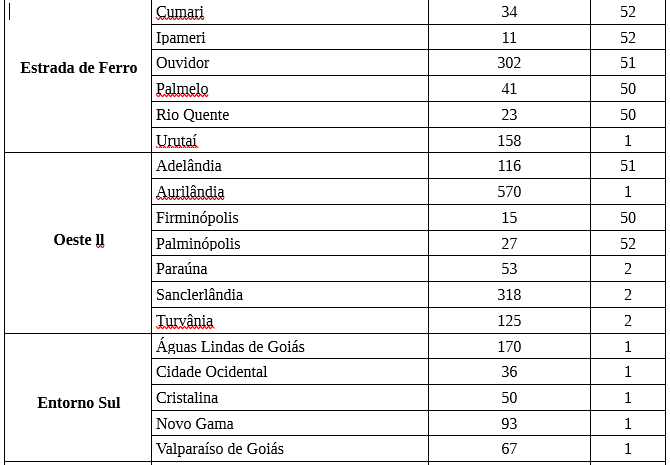 Cumari 34 52
Ipameri 11 52
Estrada de Ferro Ouvidor 302 51
Palmelo 41 50
Rio Quente 23 50
Urutaí 158 1
Adelândia 116 51
Aurilândia 570 1
Firminópolis 15 50
Oeste ll Palminópolis 27 52
Paraúna 53 2
Sanclerlândia 318 2
Turvânia 125 2
Águas Lindas de Goiás 170 1
Cidade Ocidental 36 1
Entorno Sul Cristalina 50 1
Novo Gama 93 1
Valparaíso de Goiás 67 1